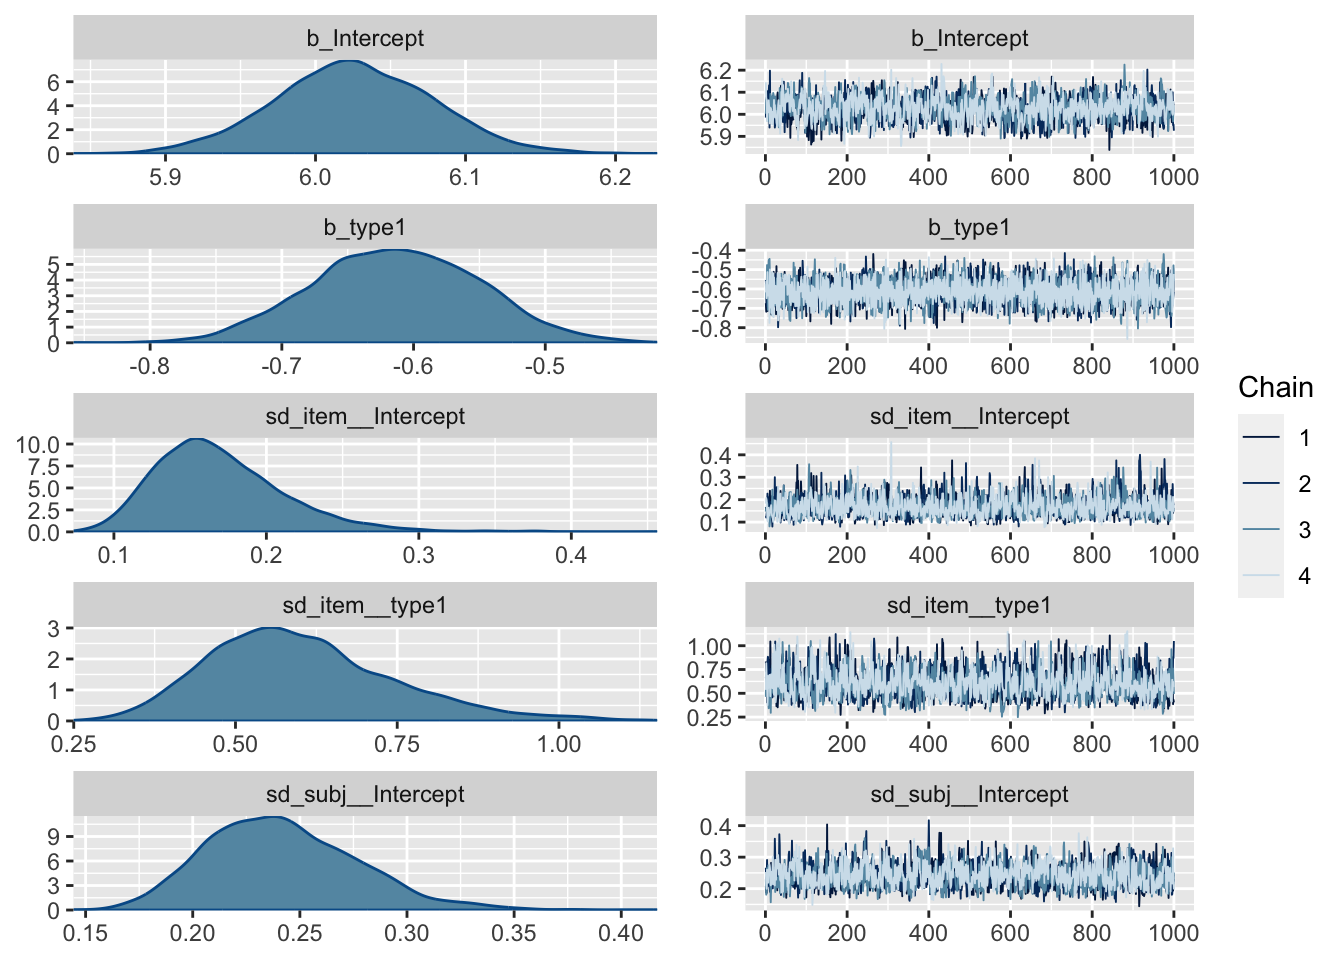 b_Intercept
0 2 4 6
5.9 6.0 6.1 6.2
b_Intercept
5.9 6.0 6.1 6.2
0 200 400 600 800 1000
b_type1
0 1 2 3 4 5
-0.8 -0.7 -0.6 -0.5
b_type1
-0.4 -0.5 -0.6 -0.7 -0.8
0 200 400 600 800 1000
sd_item__Intercept
10.0 7.5 5.0 2.5 0.0
0.1 0.2 0.3 0.4
sd_item__Intercept
0.4 0.3 0.2 0.1
0 200 400 600 800 1000
sd_item__type1
3 2 1 0
0.25 0.50 0.75 1.00
sd_item__type1
1.00 0.75 0.50 0.25
0 200 400 600 800 1000
sd_subj__Intercept
9 6 3 0
0.15 0.20 0.25 0.30 0.35 0.40
sd_subj__Intercept
0.4 0.3 0.2
0 200 400 600 800 1000
Chain
1
2
3
4